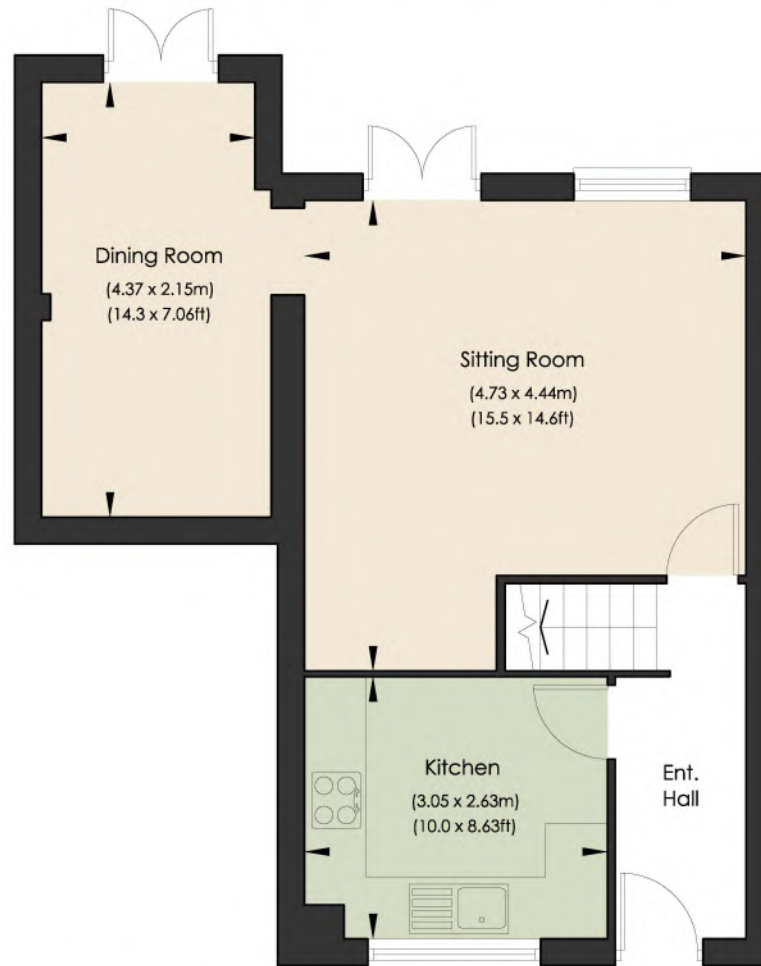 Dining Room
(4.37 x 2.15m)
(14.3 x 7.06ft)
Sitting Room
(4.73 x 4.44m)
(15.5 x 14.6ft)
Kitchen
(3.05 x 2.63m)
(10.0 x 8.63ft)
Ent.
Hall